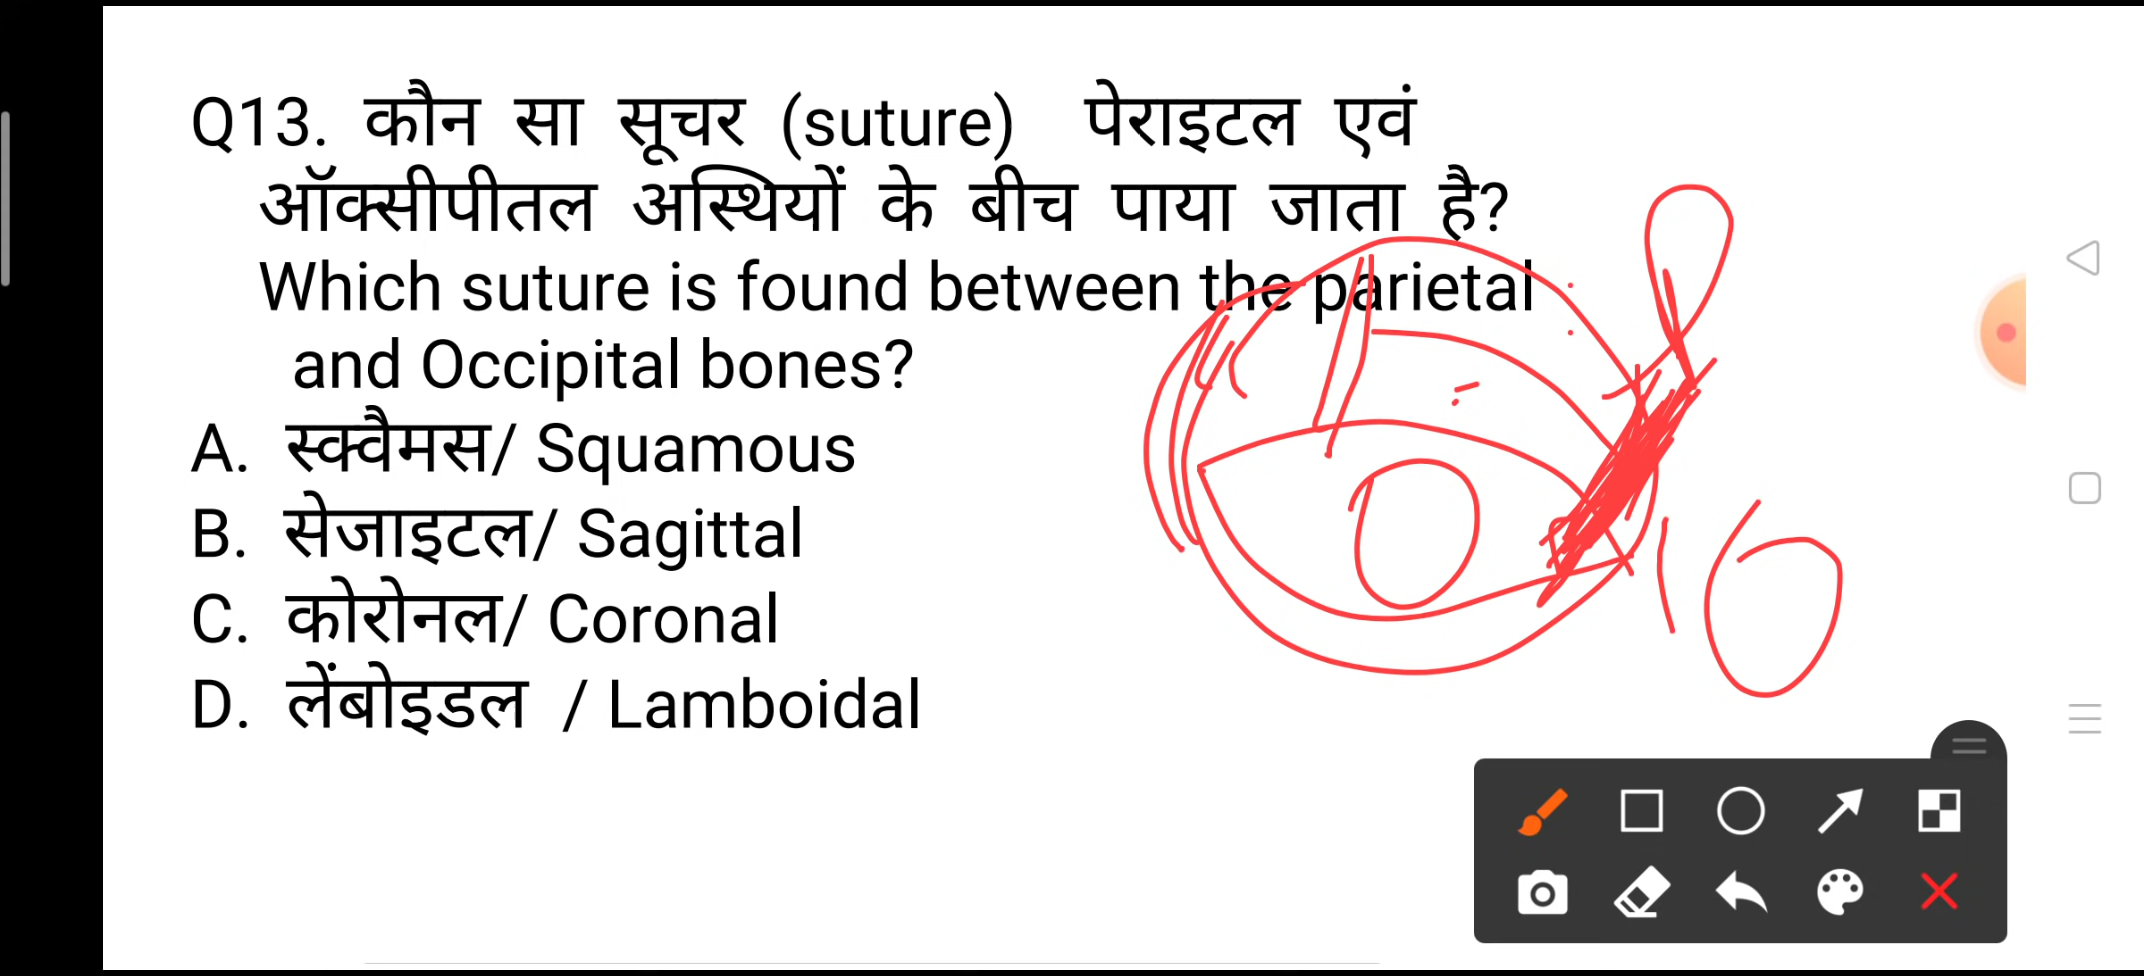 Q13. कौन सा सूचर (suture) पेराइटल एवं
ऑक्सीपीतल अस्थियों के बीच पाया जाता है?
Which suture is found between the parietal
and Occipital bones?
A. स्क्वैमस/ Squamous
B. सेजाइटल/ Sagittal
C. कोरोनल/ Coronal
D. लेंबोइडल / Lamboidal